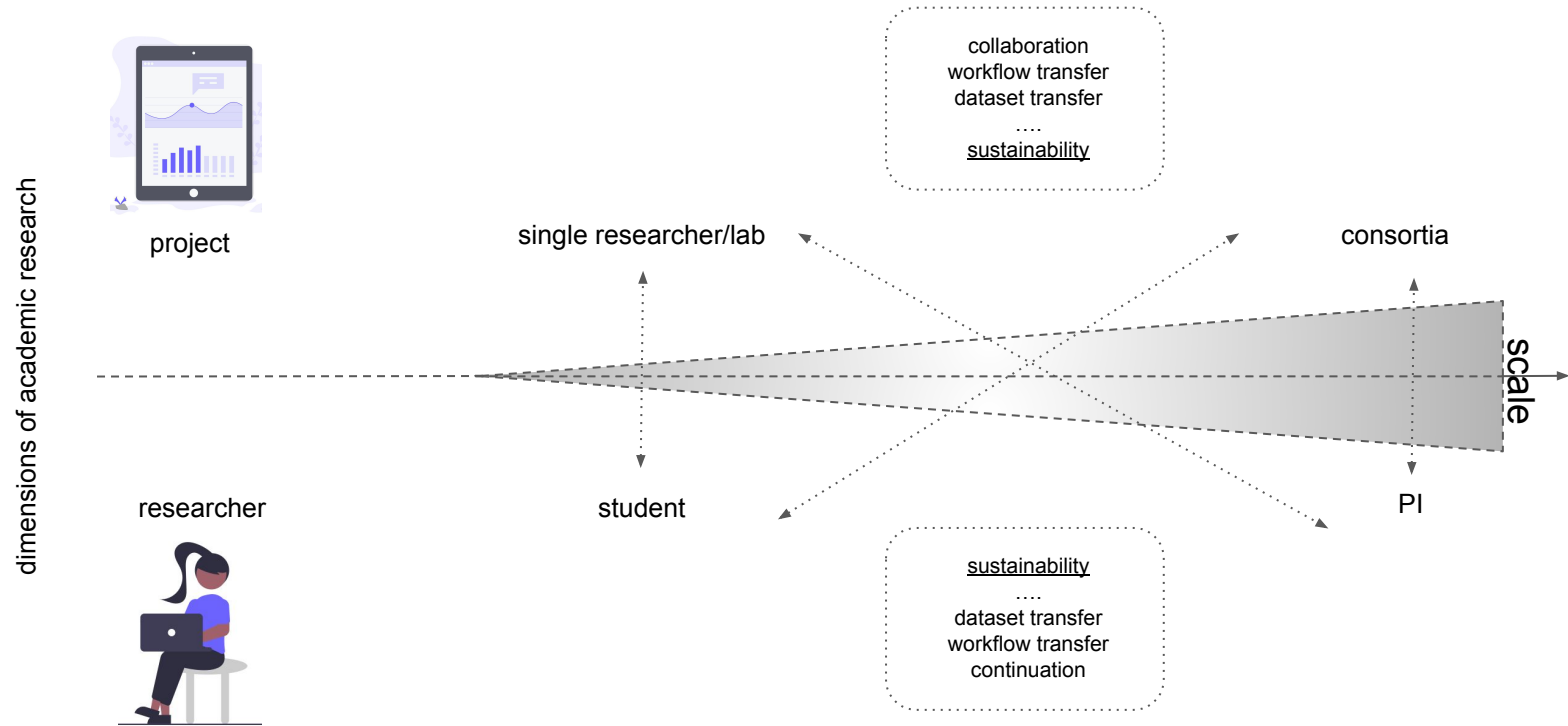 dimensions of academic research
collaboration
workflow transfer
dataset transfer
....
sustainability
project
single researcher/lab
consortia
scale
researcher
student
PI
sustainability
....
dataset transfer
workflow transfer
continuation